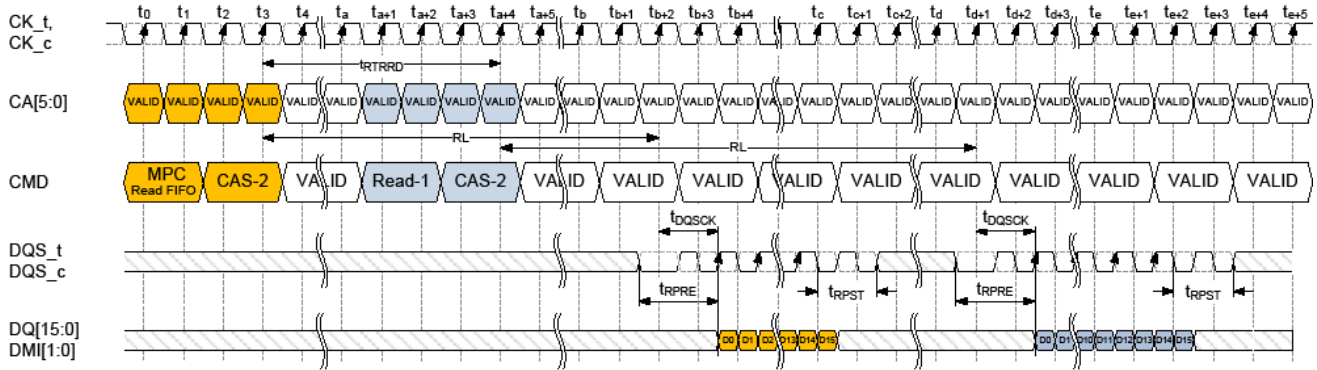 t0 t1 t2 t3 t4 ta ta+1 ta+2 ta+3 ta+4 ta+5 tb tb+1 tb+2 tb+3 tb+4 tc tc+1 tc+2 td td+1 td+2 td+3 te te+1 te+2 te+3 te+4 te+5
CK_t,
CK_c
tRTRRD
CA[5:0] VALID VALID VALID VALID VALID VALID VALID VALID VALID VALID VALID VALID VALID VALID VALID VALID VALID VALID VALID VALID VALID VALID VALID VALID VALID VALID VALID VALID VALID VALID
RL
RL
CMD MPC Read FIFO CAS-2 VALID Read-1 CAS-2 VALID VALID VALID VALID VALID VALID VALID VALID VALID VALID
tDQSCK tDQSCK
DQS_t
DQS_c
tRPRE tRPST tRPRE tRPST
DQ[15:0] D0 D1 D2 D13 D14 D15 D0 D1 D10 D11 D12 D13 D14 D15
DMI[1:0]